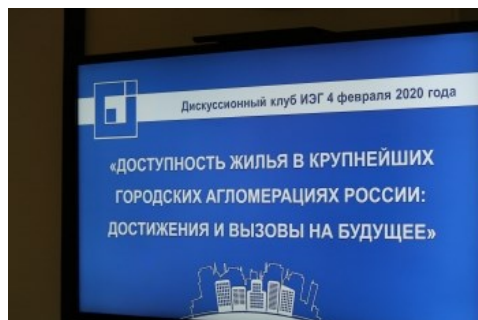 Дискуссионный клуб ИЭГ 4 февраля 2020 года
«ДОСТУПНОСТЬ ЖИЛЬЯ В КРУПНЕЙШИХ
ГОРОДСКИХ АГЛОМЕРАЦИЯХ РОССИИ:
ДОСТИЖЕНИЯ И ВЫЗОВЫ НА БУДУЩЕЕ»